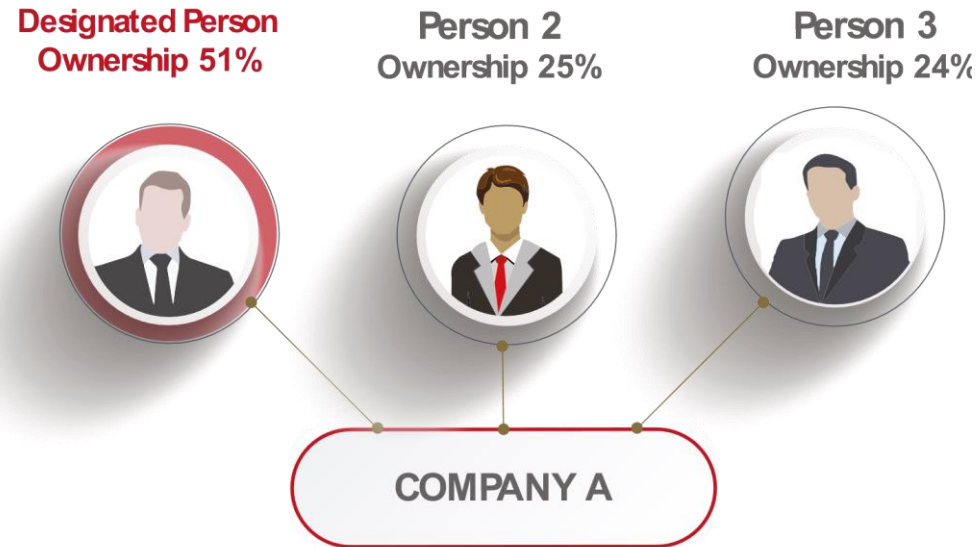 Designated Person
Ownership 51%
Person 2
Ownership 25%
Person 3
Ownership 24%
COMPANY A